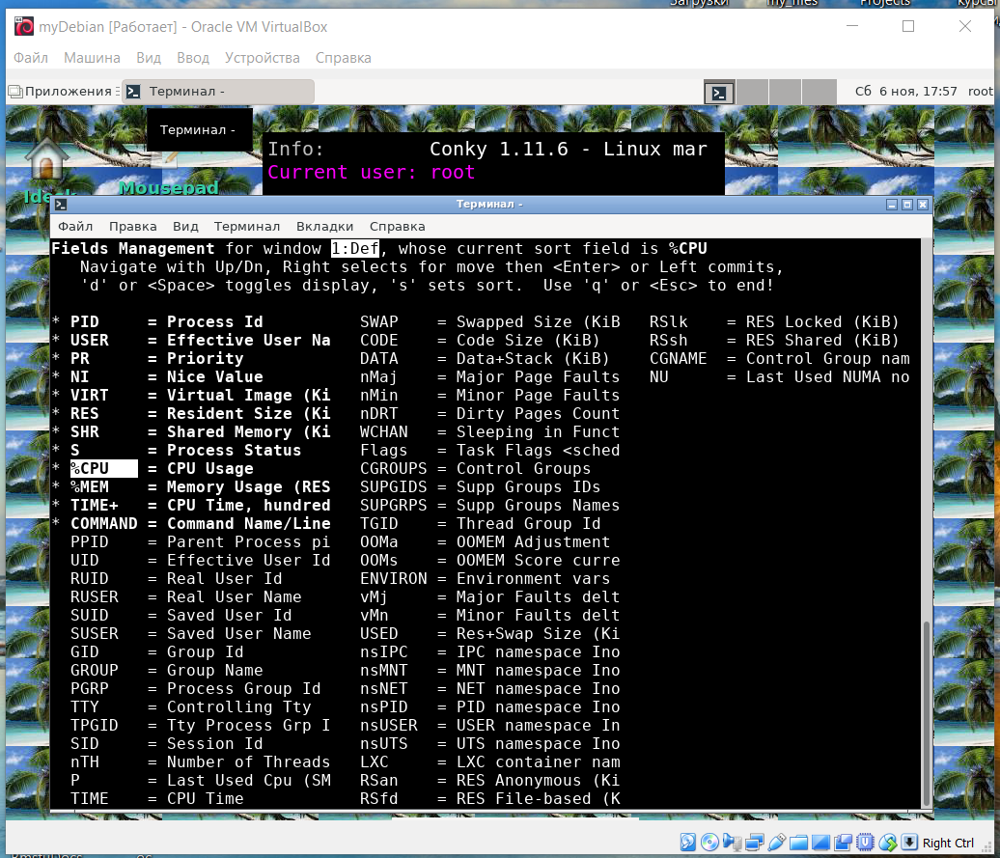 Загрузки my_files Projects курсы
myDebian [Работает] - Oracle VM VirtualBox
Файл Машина Вид Ввод Устройства Справка
Приложения Терминал - Сб 6 ноя, 17:57 root
Терминал -
Info: Conky 1.11.6 - Linux mar
Current user: root
Mousepad
Терминал -
Файл Правка Вид Терминал Вкладки Справка
Fields Management for window 1:Def, whose current sort field is %CPU
Navigate with Up/Dn, Right selects for move then <Enter> or Left commits,
'd' or <Space> toggles display, 's' sets sort. Use 'q' or <Esc> to end!
* PID = Process Id SWAP = Swapped Size (KiB RSlk = RES Locked (KiB)
* USER = Effective User Na CODE = Code Size (KiB) RSsh = RES Shared (KiB)
* PR = Priority DATA = Data+Stack (KiB) CGNAME = Control Group nam
* NI = Nice Value nMaj = Major Page Faults NU = Last Used NUMA no
* VIRT = Virtual Image (Ki nMin = Minor Page Faults
* RES = Resident Size (Ki nDRT = Dirty Pages Count
* SHR = Shared Memory (Ki WCHAN = Sleeping in Funct
* S = Process Status Flags = Task Flags <sched
* %CPU = CPU Usage CGROUPS = Control Groups
* %MEM = Memory Usage (RES SUPGIDS = Supp Groups IDs
* TIME+ = CPU Time, hundred SUPGRPS = Supp Groups Names
* COMMAND = Command Name/Line TGID = Thread Group Id
PPID = Parent Process pi OOMa = OOMEM Adjustment
UID = Effective User Id OOMs = OOMEM Score curre
RUID = Real User Id ENVIRON = Environment vars
RUSER = Real User Name vMj = Major Faults delt
SUID = Saved User Id vMn = Minor Faults delt
SUSER = Saved User Name USED = Res+Swap Size (Ki
GID = Group Id nsIPC = IPC namespace Ino
GROUP = Group Name nsMNT = MNT namespace Ino
PGRP = Process Group Id nsNET = NET namespace Ino
TTY = Controlling Tty nsPID = PID namespace Ino
TPGID = Tty Process Grp I nsUSER = USER namespace In
SID = Session Id nsUTS = UTS namespace Ino
nTH = Number of Threads LXC = LXC container nam
P = Last Used Cpu (SM RSan = RES Anonymous (Ki
TIME = CPU Time RSfd = RES File-based (K
Right Ctrl